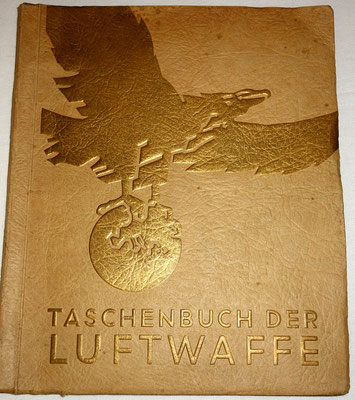 TASCHENBUCH DER
LUFTWAFFE